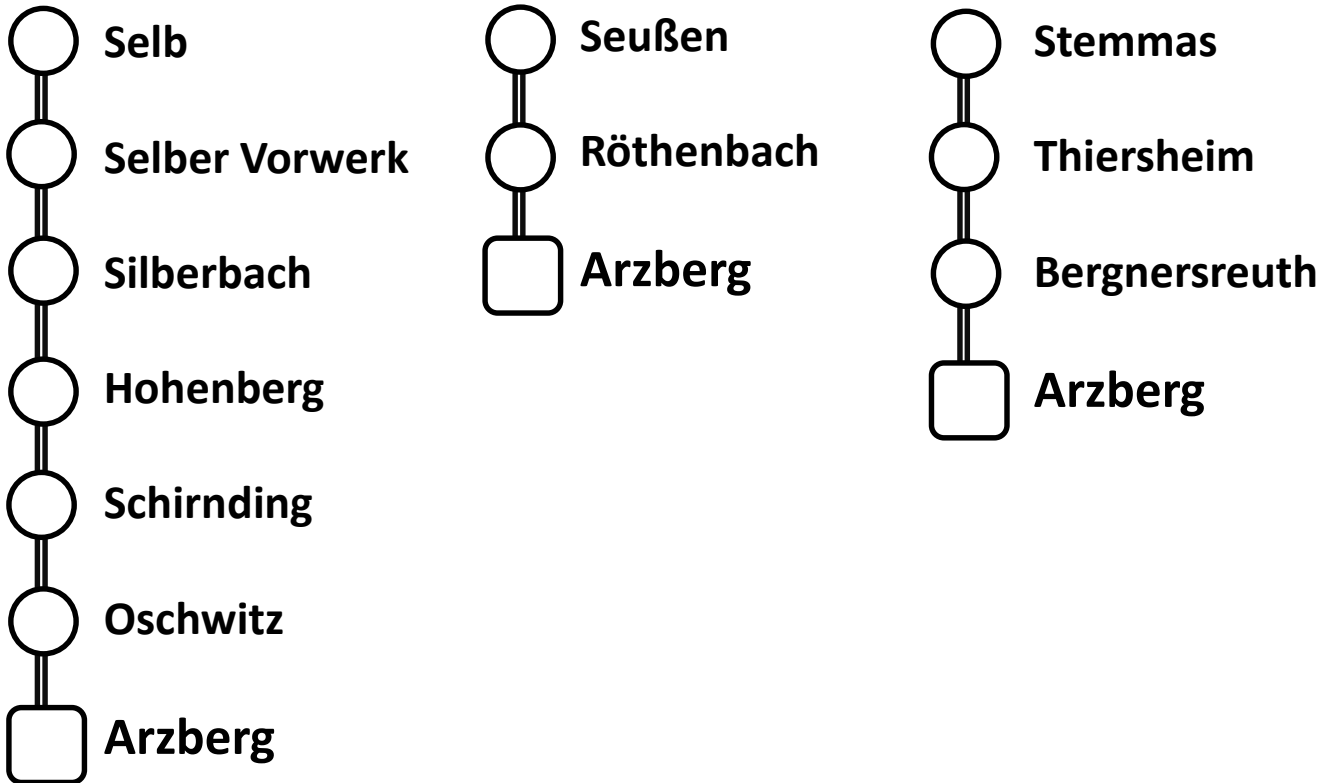 Selb
Selber Vorwerk
Silberbach
Hohenberg
Schirnding
Oschwitz
Arzberg
Seußen
Röthenbach
Arzberg
Stemmas
Thiersheim
Bergnersreuth
Arzberg